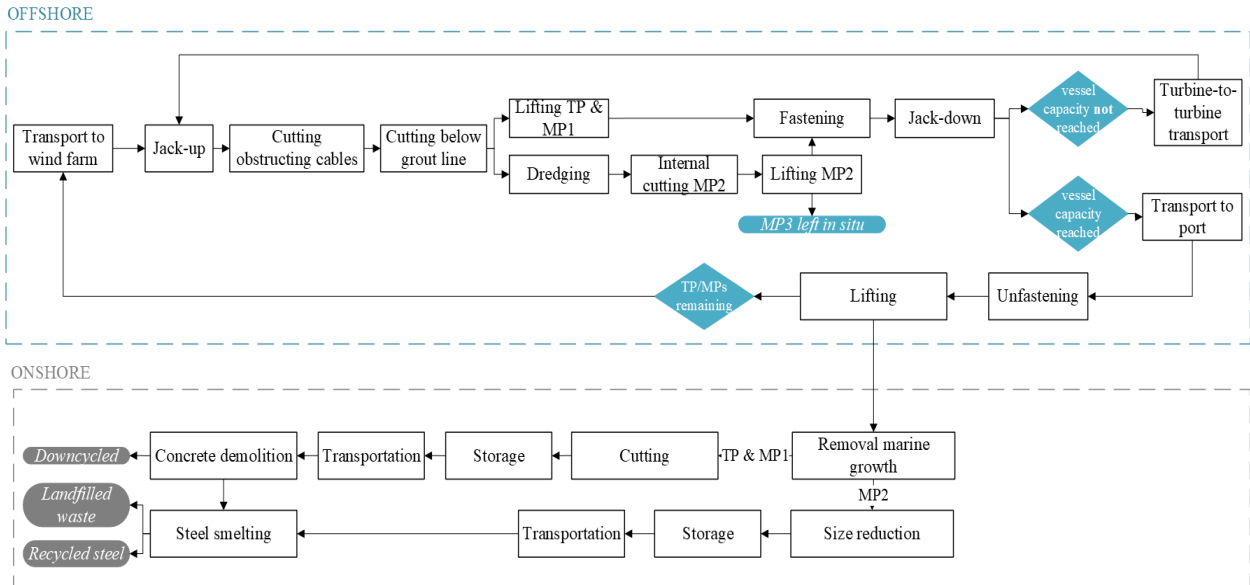 OFFSHORE
Transport to
wind farm
Jack-up
Cutting
obstructing cables
Cutting below
grout line
Lifting TP &
MP1
Dredging
Internal
cutting MP2
Lifting MP2
MP3 left in situ
Fastening
Jack-down
vessel
capacity not
reached
Turbine-to-
turbine
transport
vessel
capacity
reached
Transport to
port
Unfastening
Lifting
TP/MPs
remaining
ONSHORE
Removal marine
growth
TP & MP1
Cutting
Storage
Transportation
Concrete demolition
Downcycled
MP2
Size reduction
Storage
Transportation
Steel smelting
Landfilled
waste
Recycled steel